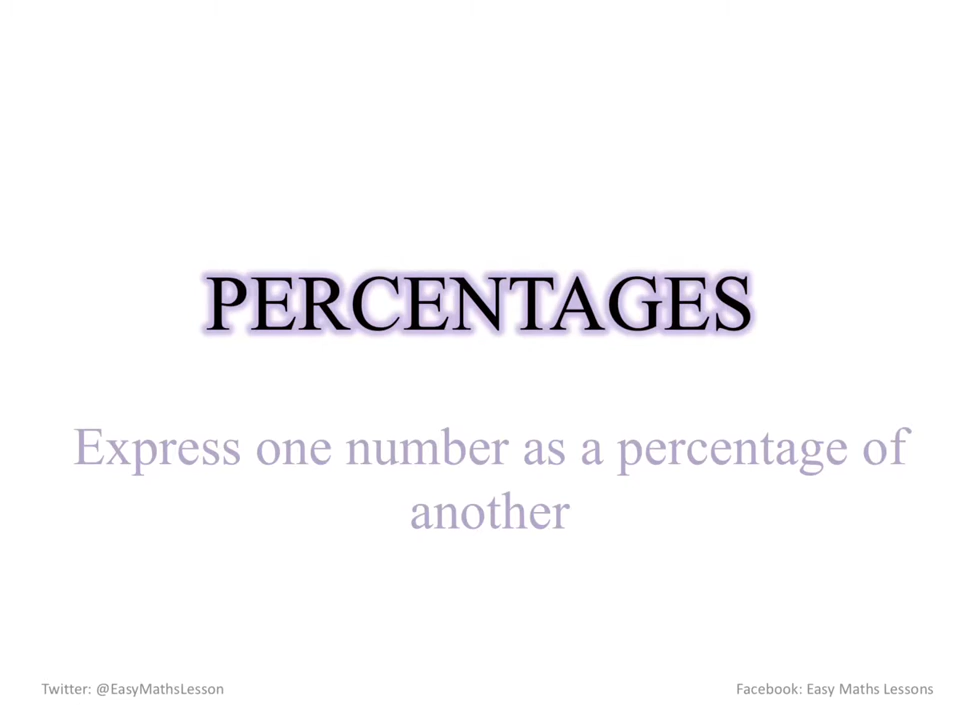 PERCENTAGES
Express one number as a percentage of
another
Twitter: @EasyMathsLesson
Facebook: Easy Maths Lessons